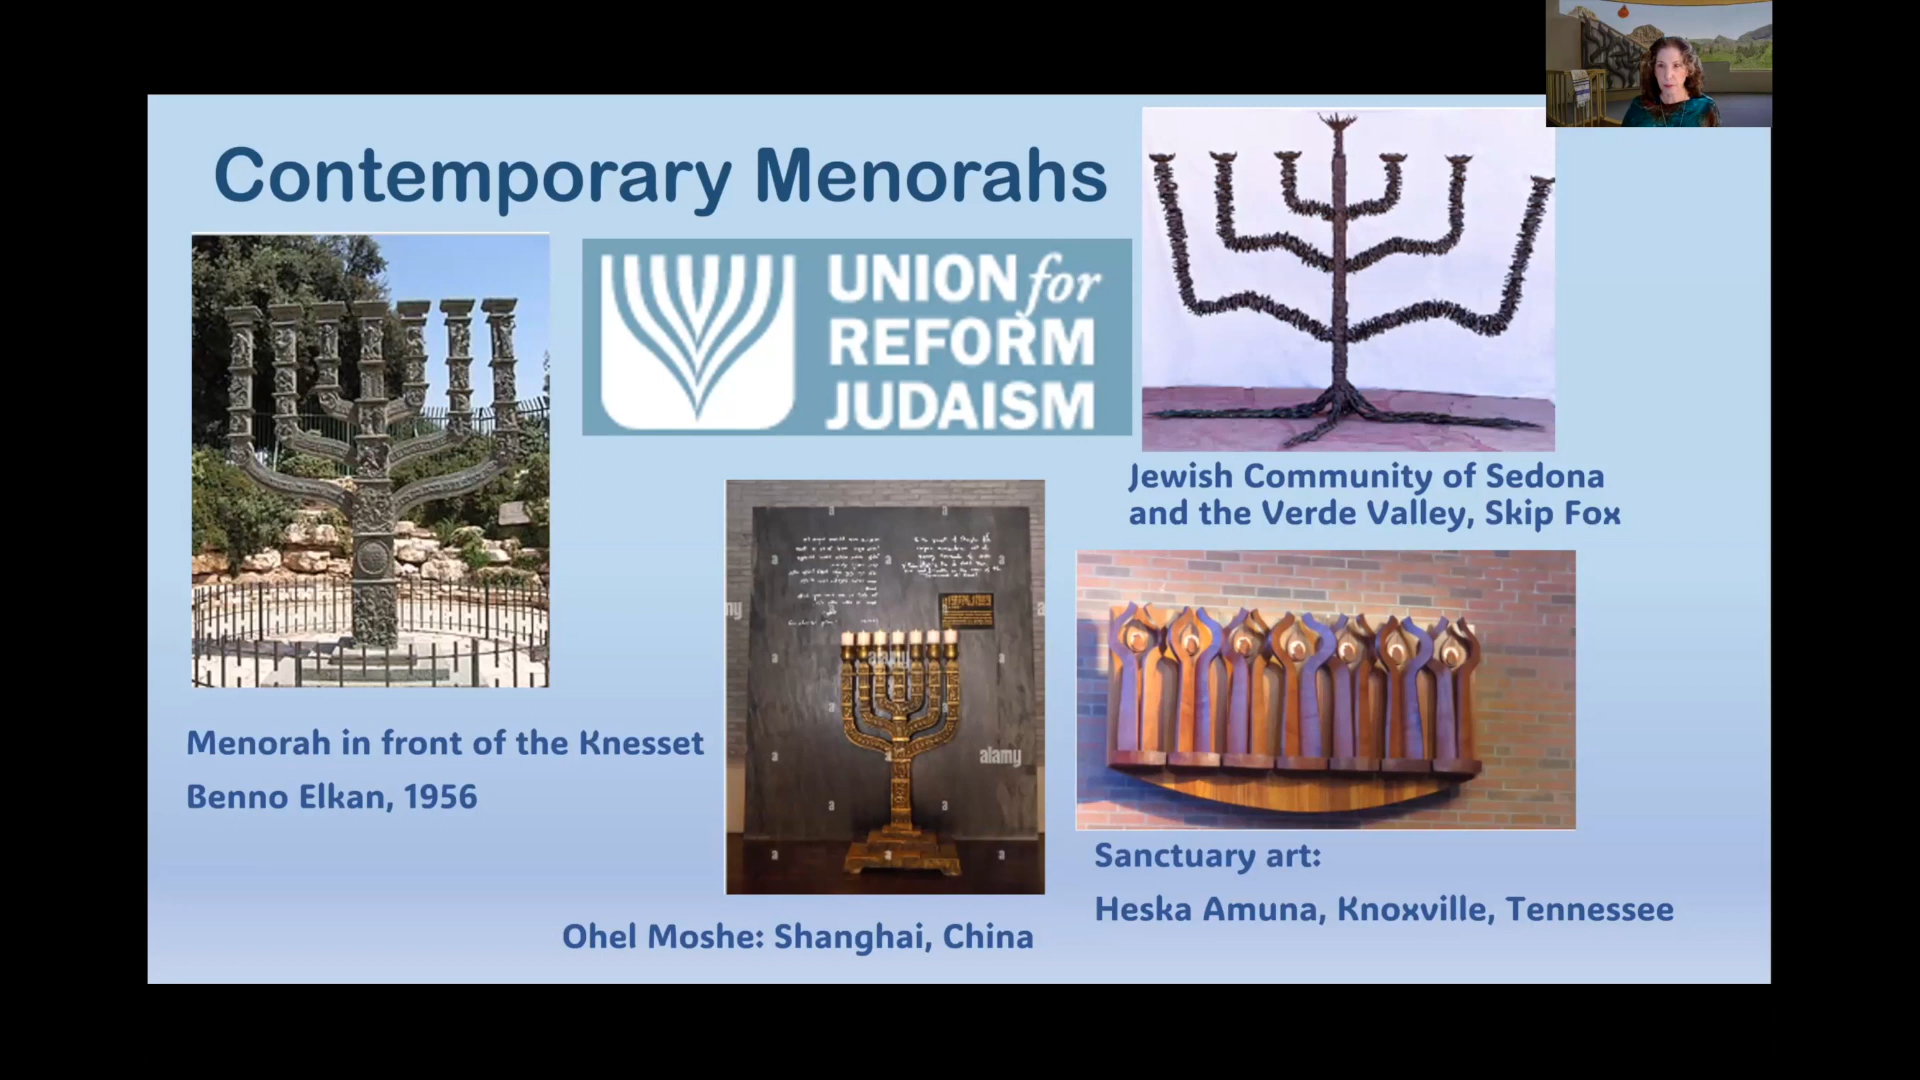 Contemporary Menorahs
UNION for
REFORM
JUDAISM
Jewish Community of Sedona
and the Verde Valley, Skip Fox
Menorah in front of the Knesset
Benno Elkan, 1956
alamy
alamy
Ohel Moshe: Shanghai, China
Sanctuary art:
Heska Amuna, Knoxville, Tennessee